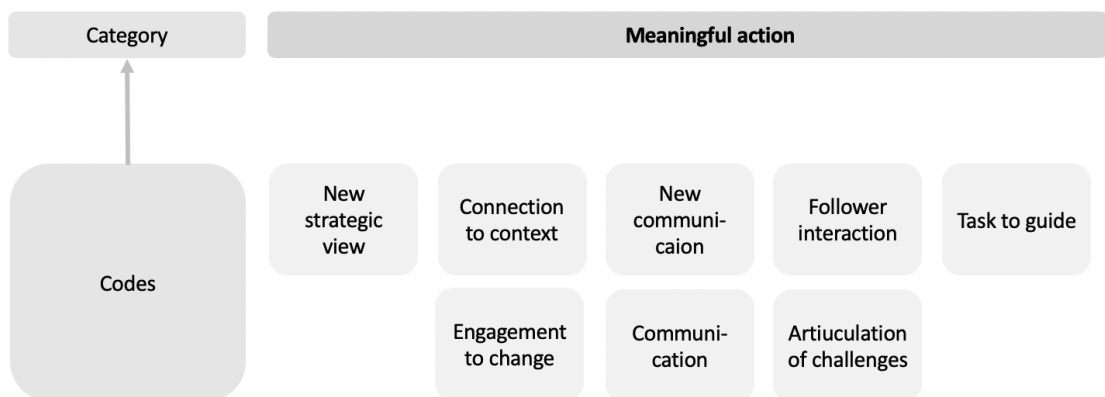 Category
Meaningful action
New
strategic
view
Connection
to context
New
communi-
caion
Follower
interaction
Task to guide
Codes
Engagement
to change
Communi-
cation
Artiuculation
of challenges